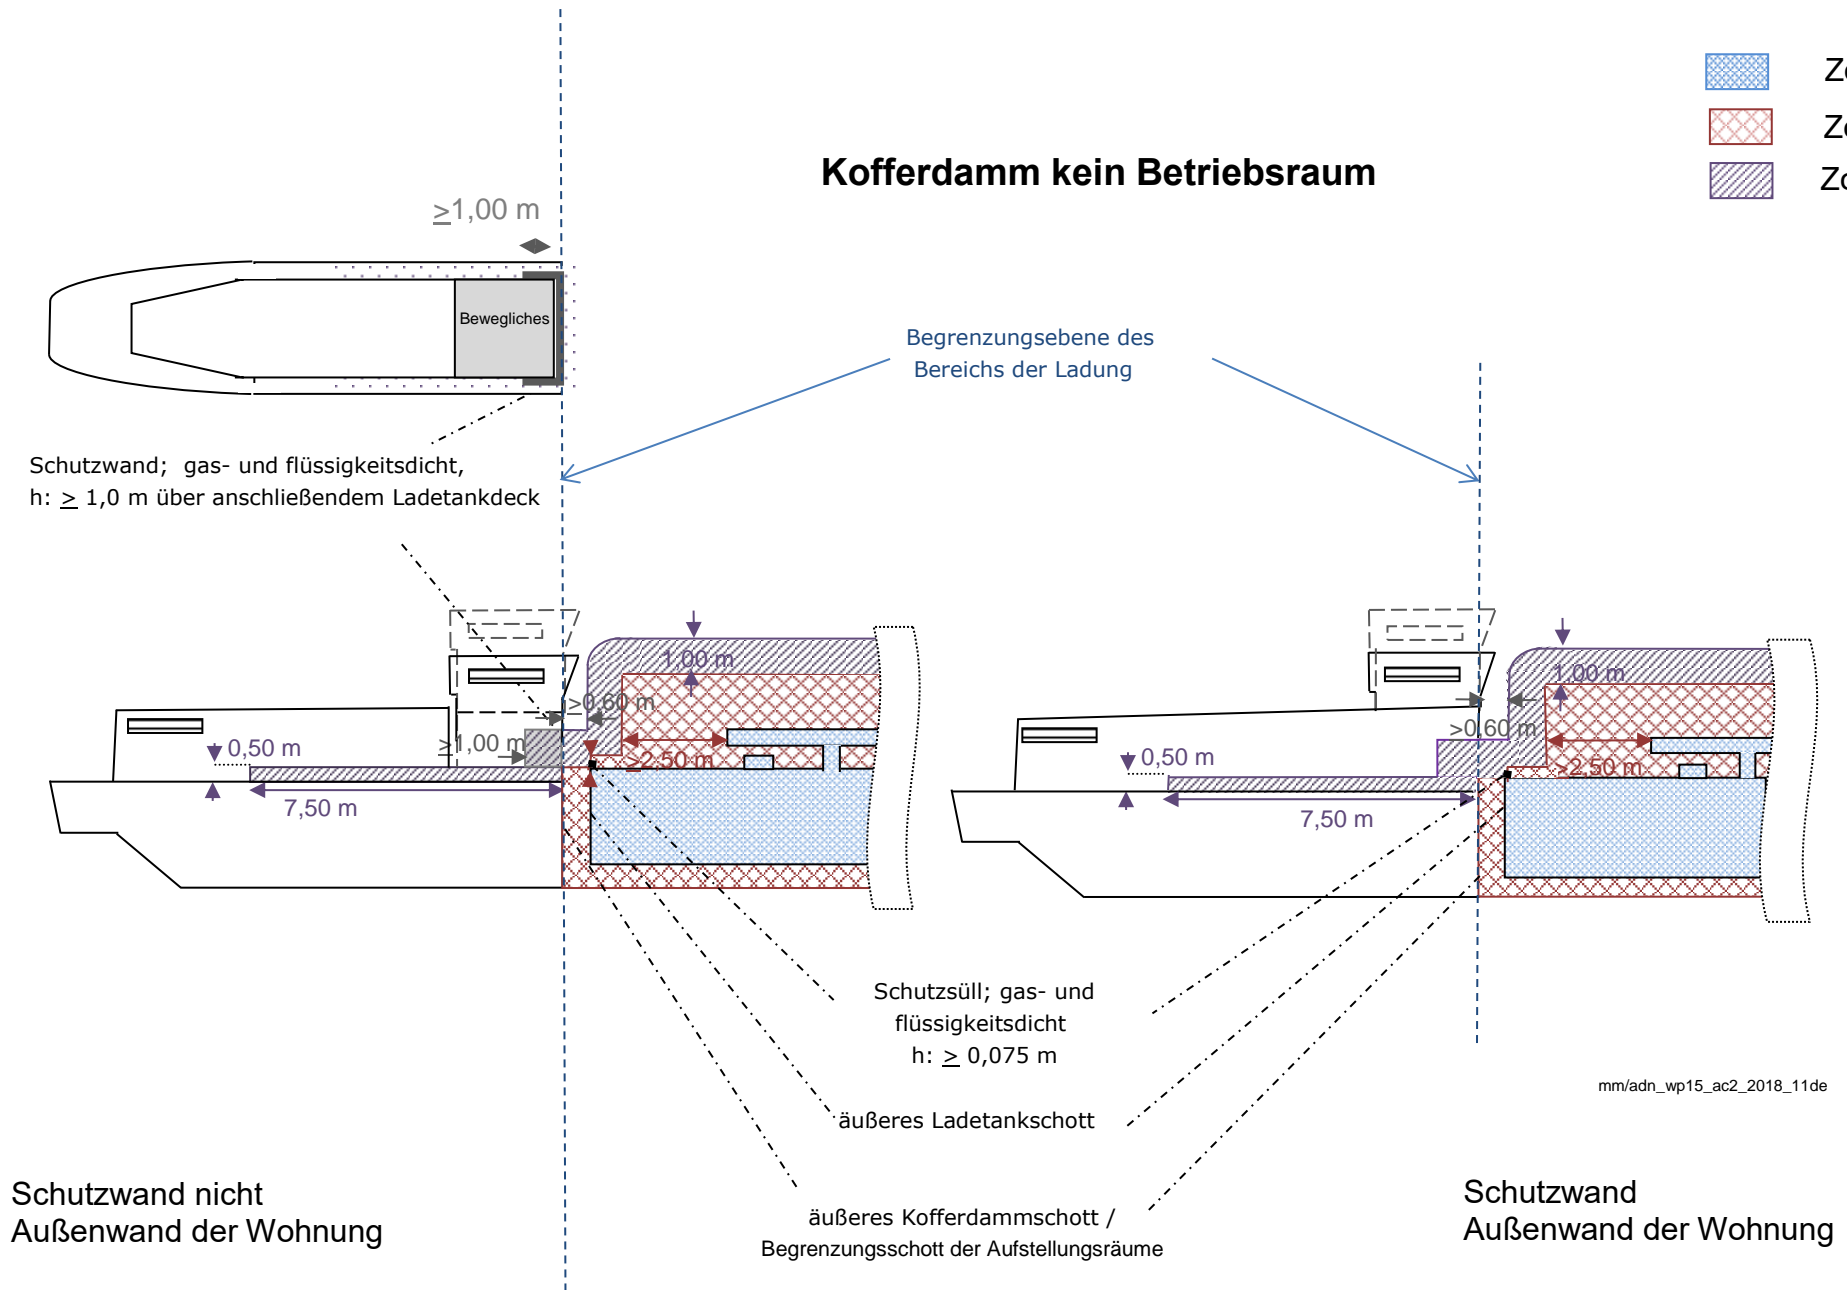 Kofferdamm kein Betriebsraum
≥1,00 m
Bewegliches
Begrenzungsebene des
Bereichs der Ladung
Schutzwand; gas- und flüssigkeitsdicht,
h: ≥ 1,0 m über anschließendem Ladetankdeck
1,00 m
≥0,60 m
≥1,00 m
0,50 m
≥2,50 m
7,50 m
1,00 m
>0,60 m
0,50 m
>2,50 m
7,50 m
Schutzsüll; gas- und
flüssigkeitsdicht
h: ≥ 0,075 m
mm/adn_wp15_ac2_2018_11de
äußeres Ladetankschott
Schutzwand nicht
Außenwand der Wohnung
äußeres Kofferdammschott /
Begrenzungsschott der Aufstellungsräume
Schutzwand
Außenwand der Wohnung